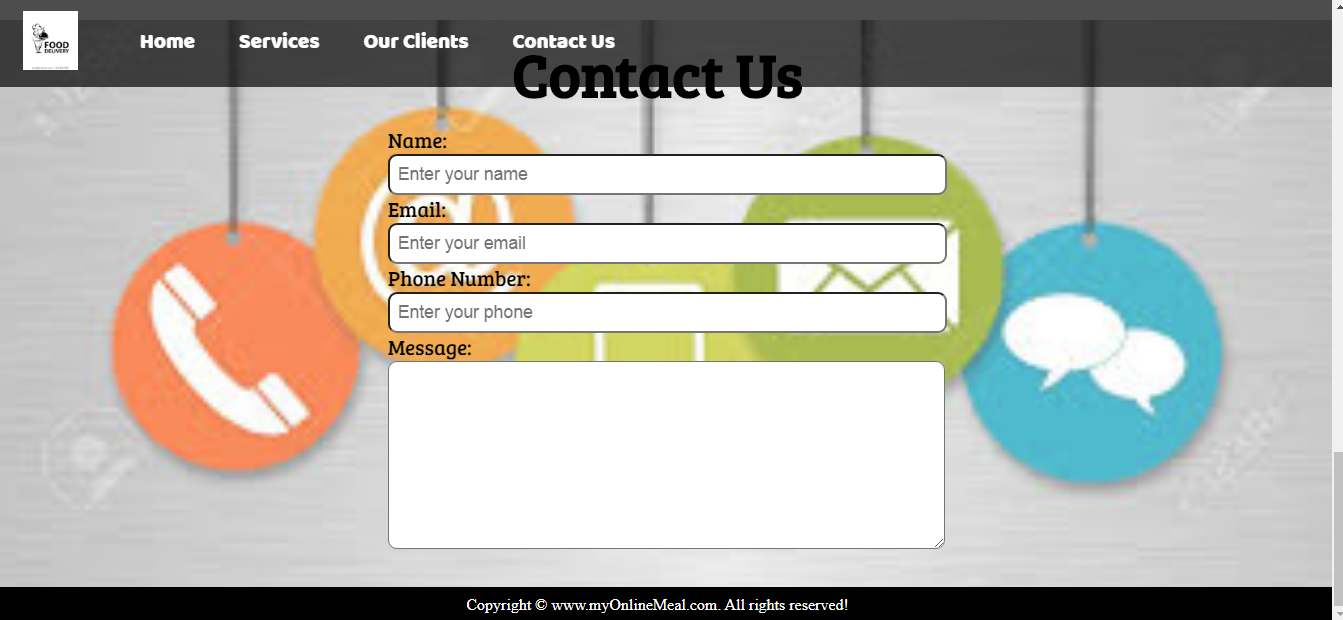 FOOD
DELIVERY
Home Services Our Clients Contact Us
Contact Us
Name:
Enter your name
Email:
Enter your email
Phone Number:
Enter your phone
Message:
Copyright © www.myOnlineMeal.com. All rights reserved!